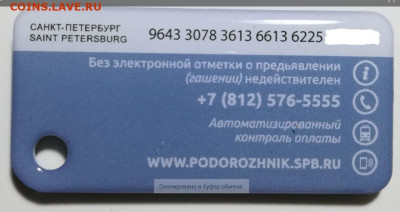 COINS.LAVE.RU
САНКТ-ПЕТЕРБУРГ
SAINT PETERSBURG
9643 3078 3613 6613 6225
Без электронной отметки о предъявлении
(гашении) недействителен
+7 (812) 576-5555
Автоматизированный
контроль оплаты
WWW.PODOROZHNIK.SPB.RU
Скопировано в буфер обмена